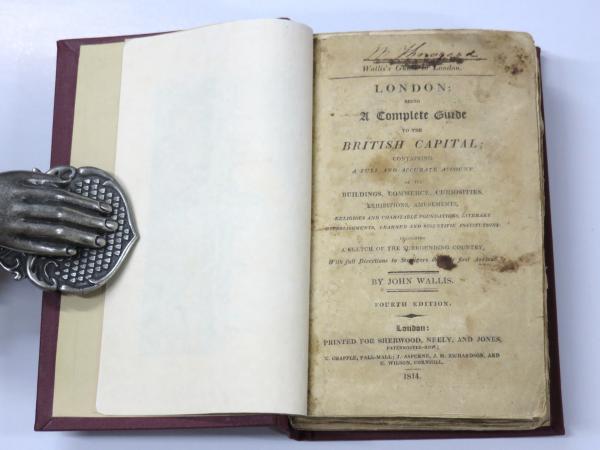 Wallis's Guide to London.
LONDON;
BEING
A Complete Guide
TO THE
BRITISH CAPITAL;
CONTAINING
A FULL AND ACCURATE ACCOUNT
OF ITS
BUILDINGS, COMMERCE, CURIOSITIES,
EXHIBITIONS, AMUSEMENTS,
RELIGIOUS AND CHARITABLE FOUNDATIONS, LITERARY
ESTABLISHMENTS, LEARNED AND SCIENTIFIC INSTITUTIONS
INCLUDING
A SKETCH OF THE SURROUNDING COUNTRY,
With full Directions to Strangers on their first Arrival.
BY JOHN WALLIS.
FOURTH EDITION.
London:
PRINTED FOR SHERWOOD, NEELY, AND JONES,
PATERNOSTER-ROW;
C. CHAPPLE, PALL-MALL; J. ASPERNE, J. M. RICHARDSON, AND
E. WILSON, CORNHILL.
1814.